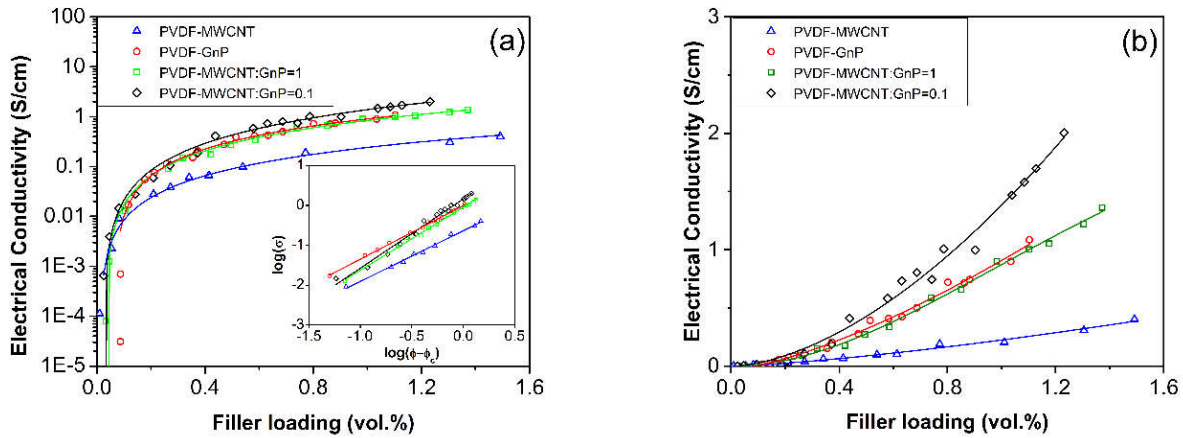 (a)
PVDF-MWCNT
PVDF-GnP
PVDF-MWCNT:GnP=1
PVDF-MWCNT:GnP=0.1
Electrical Conductivity (S/cm)
100
10
1
0.1
0.01
1E-3
1E-4
1E-5
0.0 0.4 0.8 1.2 1.6
Filler loading (vol.%)
log(σ)
1
0
-1
-2
-3
-1.5 -1.0 -0.5 0.0 0.5
log(ϕ-ϕc)
(b)
PVDF-MWCNT
PVDF-GnP
PVDF-MWCNT:GnP=1
PVDF-MWCNT:GnP=0.1
Electrical Conductivity (S/cm)
3
2
1
0
0.0 0.4 0.8 1.2 1.6
Filler loading (vol.%)